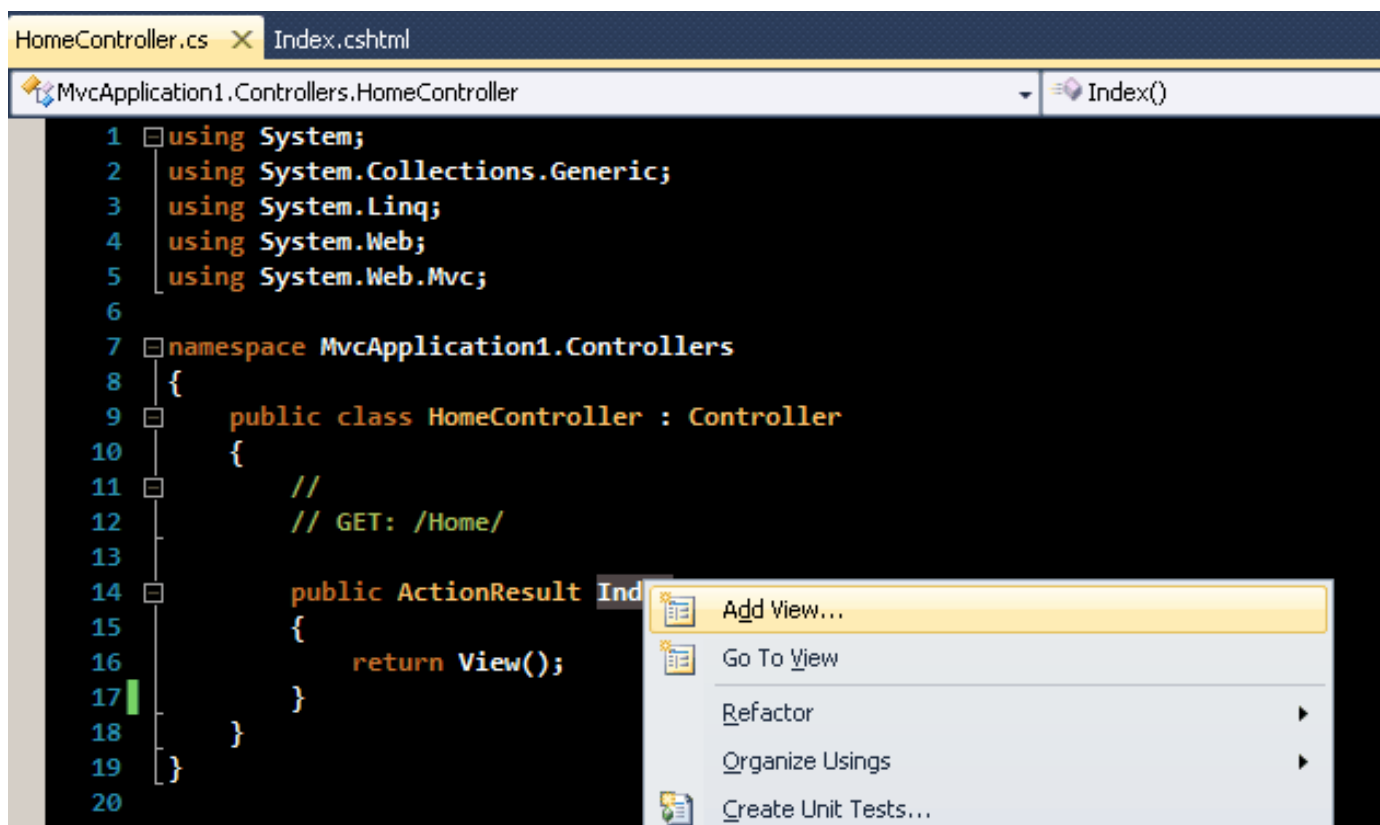 HomeController.cs Index.cshtml
MvcApplication1.Controllers.HomeController Index()
1 using System;
2 using System.Collections.Generic;
3 using System.Linq;
4 using System.Web;
5 using System.Web.Mvc;
6
7 namespace MvcApplication1.Controllers
8 {
9 public class HomeController : Controller
10 {
11 //
12 // GET: /Home/
13
14 public ActionResult Ind
15 {
16 return View();
17 }
18 }
19 }
20
Add View...
Go To View
Refactor
Organize Usings
Create Unit Tests...